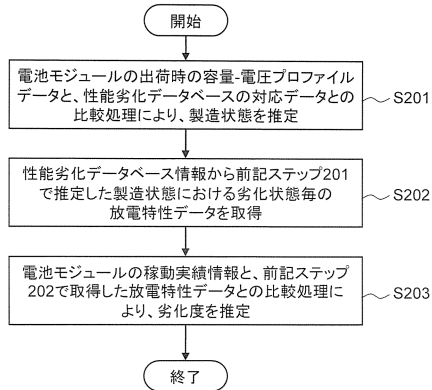 開始
電池モジュールの出荷時の容量-電圧プロファイル
データと、性能劣化データベースの対応データとの
比較処理により、製造状態を推定
S201
性能劣化データベース情報から前記ステップ201
で推定した製造状態における劣化状態毎の
放電特性データを取得
S202
電池モジュールの稼動実績情報と、前記ステップ
202で取得した放電特性データとの比較処理に
より、劣化度を推定
S203
終了